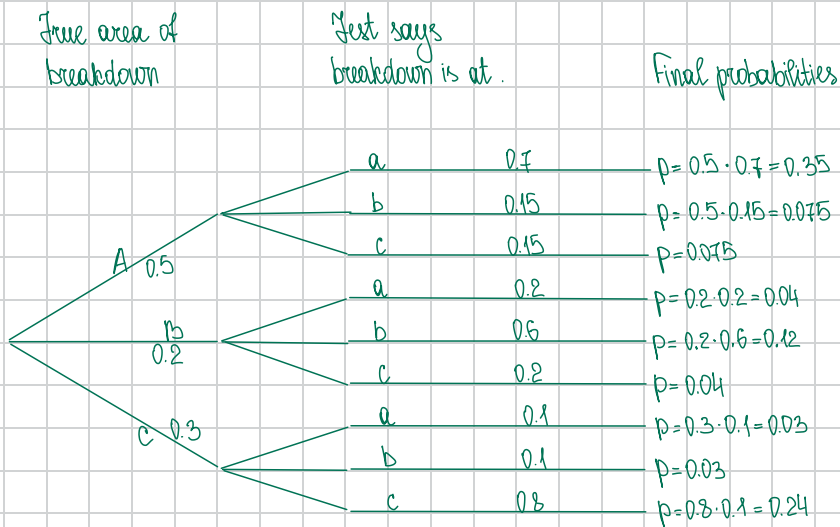 True area of
breakdown
Test says
breakdown is at.
Final probabilities
a 0.7 p=0.5·0.7=0.35
b 0.15 p=0.5·0.15=0.075
c 0.15 p=0.075
A 0.5
a 0.2 p=0.2·0.2=0.04
B 0.2
b 0.6 p=0.2·0.6=0.12
c 0.2 p=0.04
C 0.3
a 0.1 p=0.3·0.1=0.03
b 0.1 p=0.03
c 0.8 p=0.8·0.1=0.24